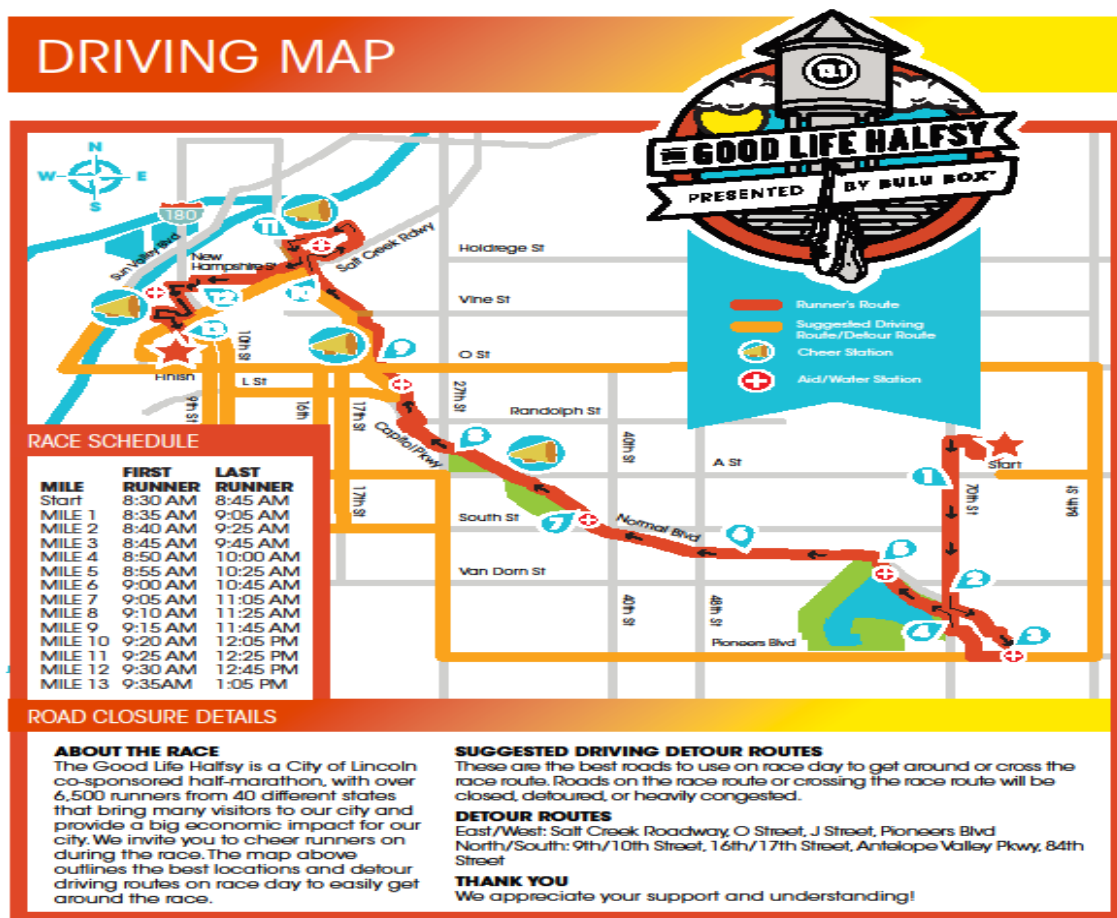 DRIVING MAP
13.1
THE GOOD LIFE HALFSY
PRESENTED BY BULU BOX
N
W E
S
180
Sun Valley Blvd
New
Hampshire St
Salt Creek Rdwy
Holdrege St
Vine St
O St
L St
10th St
9th St
16th
17th St
17th St
Finish
27th St
Capitol Pkwy
Randolph St
40th St
A St
South St
Normal Blvd
Van Dorn St
40th St
48th St
Pioneers Blvd
70th St
84th St
Start
1
2
3
4
7
8
9
10
11
12
13
Runner's Route
Suggested Driving
Route/Detour Route
Cheer Station
Aid/Water Station
RACE SCHEDULE
MILE FIRST RUNNER LAST RUNNER
Start 8:30 AM 8:45 AM
MILE 1 8:35 AM 9:05 AM
MILE 2 8:40 AM 9:25 AM
MILE 3 8:45 AM 9:45 AM
MILE 4 8:50 AM 10:00 AM
MILE 5 8:55 AM 10:25 AM
MILE 6 9:00 AM 10:45 AM
MILE 7 9:05 AM 11:05 AM
MILE 8 9:10 AM 11:25 AM
MILE 9 9:15 AM 11:45 AM
MILE 10 9:20 AM 12:05 PM
MILE 11 9:25 AM 12:25 PM
MILE 12 9:30 AM 12:45 PM
MILE 13 9:35AM 1:05 PM
ROAD CLOSURE DETAILS
ABOUT THE RACE
The Good Life Halfsy is a City of Lincoln
co-sponsored half-marathon, with over
6,500 runners from 40 different states
that bring many visitors to our city and
provide a big economic impact for our
city. We invite you to cheer runners on
during the race. The map above
outlines the best locations and detour
driving routes on race day to easily get
around the race.
SUGGESTED DRIVING DETOUR ROUTES
These are the best roads to use on race day to get around or cross the
race route. Roads on the race route or crossing the race route will be
closed, detoured, or heavily congested.
DETOUR ROUTES
East/West: Salt Creek Roadway, O Street, J Street, Pioneers Blvd
North/South: 9th/10th Street, 16th/17th Street, Antelope Valley Pkwy, 84th
Street
THANK YOU
We appreciate your support and understanding!